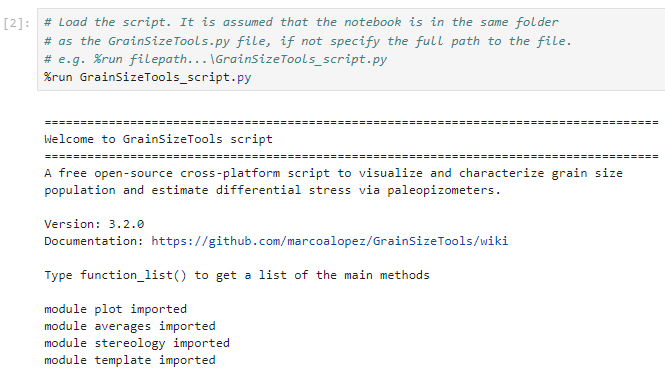 [2]: # Load the script. It is assumed that the notebook is in the same folder
# as the GrainSizeTools.py file, if not specify the full path to the file.
# e.g. %run filepath...\GrainSizeTools_script.py
%run GrainSizeTools_script.py
======================================================================================
Welcome to GrainSizeTools script
======================================================================================
A free open-source cross-platform script to visualize and characterize grain size
population and estimate differential stress via paleopizometers.
Version: 3.2.0
Documentation: https://github.com/marcoalopez/GrainSizeTools/wiki
Type function_list() to get a list of the main methods
module plot imported
module averages imported
module stereology imported
module template imported